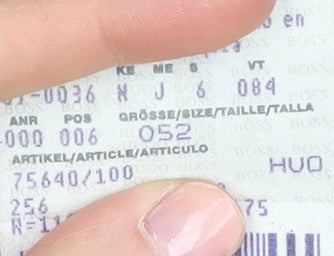 en
KE ME S VT
-0036 N J 6 084
ANR POS GRÖSSE/SIZE/TAILLE/TALLA
-000 006 052
ARTIKEL/ARTICLE/ARTICULO
HUO
75640/100
256 75